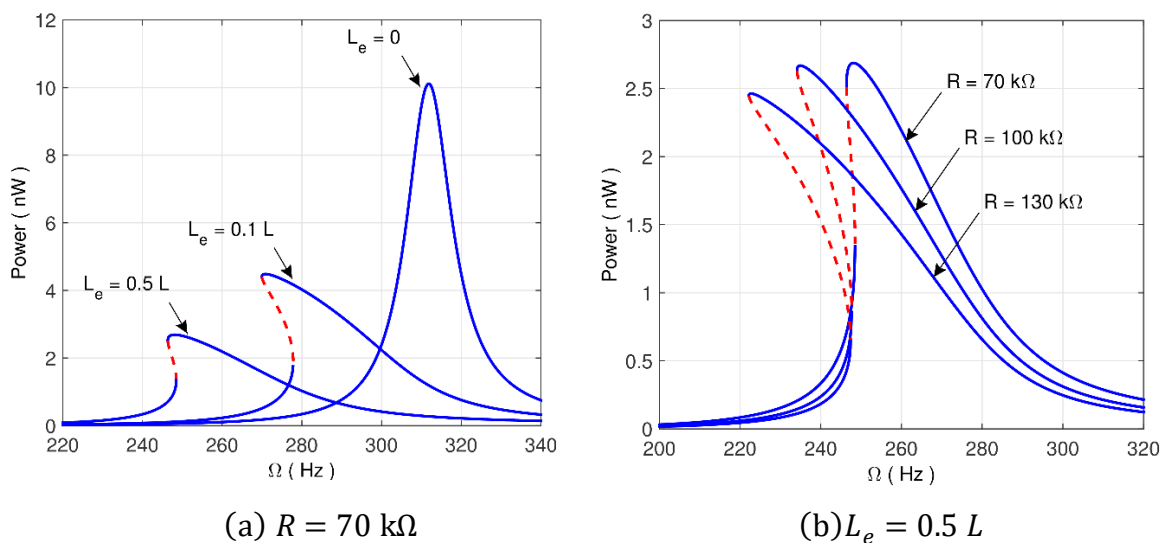 12
10
8
6
4
2
0
Power ( nW )
L_e = 0
L_e = 0.1 L
L_e = 0.5 L
220 240 260 280 300 320 340
Ω ( Hz )
(a) R = 70 kΩ
3
2.5
2
1.5
1
0.5
0
Power ( nW )
R = 70 kΩ
R = 100 kΩ
R = 130 kΩ
200 220 240 260 280 300 320
Ω ( Hz )
(b) L_e = 0.5 L